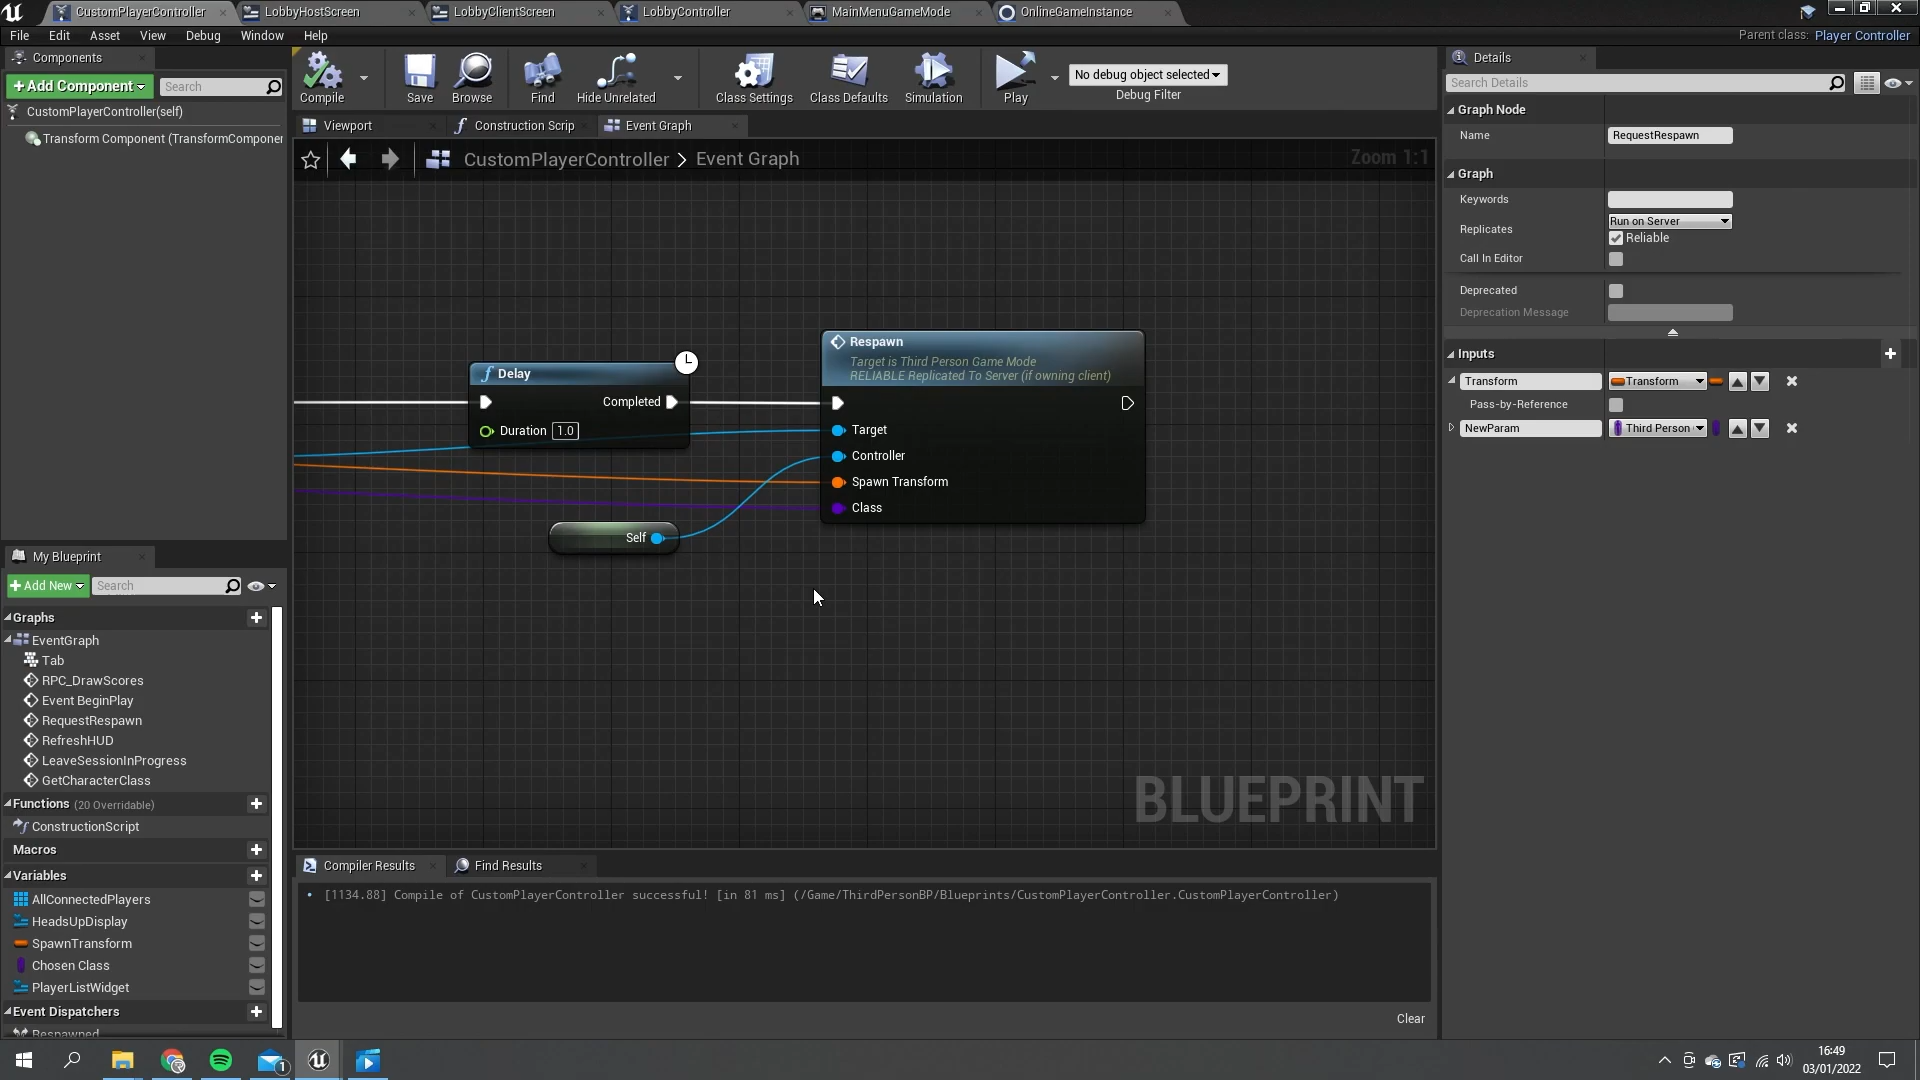 CustomPlayerController
LobbyHostScreen
LobbyClientScreen
LobbyController
MainMenuGameMode
OnlineGameInstance
File Edit Asset View Debug Window Help
Parent class: Player Controller
Components
+Add Component
Search
CustomPlayerController(self)
Transform Component (TransformComponen
Compile
Save
Browse
Find
Hide Unrelated
Class Settings
Class Defaults
Simulation
Play
No debug object selected
Debug Filter
Viewport
Construction Scrip
Event Graph
CustomPlayerController > Event Graph
Zoom 1:1
Delay
Completed
Duration 1.0
Self
Respawn
Target is Third Person Game Mode
RELIABLE Replicated To Server (if owning client)
Target
Controller
Spawn Transform
Class
BLUEPRINT
My Blueprint
+Add New
Search
Graphs
EventGraph
Tab
RPC_DrawScores
Event BeginPlay
RequestRespawn
RefreshHUD
LeaveSessionInProgress
GetCharacterClass
Functions (20 Overridable)
ConstructionScript
Macros
Variables
AllConnectedPlayers
HeadsUpDisplay
SpawnTransform
Chosen Class
PlayerListWidget
Event Dispatchers
Respawned
Compiler Results
Find Results
[1134.88] Compile of CustomPlayerController successful! [in 81 ms] (/Game/ThirdPersonBP/Blueprints/CustomPlayerController.CustomPlayerController)
Clear
Details
Search Details
Graph Node
Name RequestRespawn
Graph
Keywords
Replicates Run on Server
Reliable
Call In Editor
Deprecated
Deprecation Message
Inputs
Transform Transform
Pass-by-Reference
NewParam Third Person
1
16:49
03/01/2022